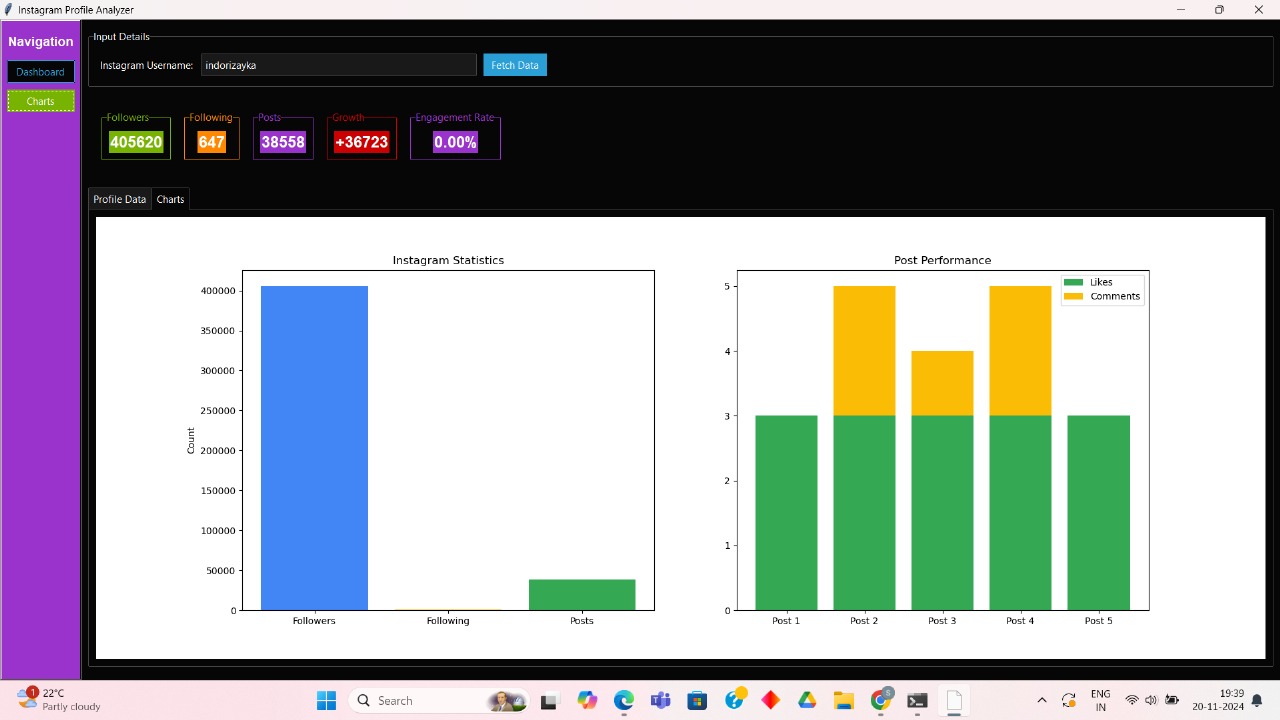 Instagram Profile Analyzer
Navigation
Dashboard
Charts
Input Details
Instagram Username: indorizayka Fetch Data
Followers Following Posts Growth Engagement Rate
405620 647 38558 +36723 0.00%
Profile Data Charts
Instagram Statistics
Count
400000
350000
300000
250000
200000
150000
100000
50000
0
Followers Following Posts
Post Performance
Likes
Comments
5
4
3
2
1
0
Post 1 Post 2 Post 3 Post 4 Post 5
1
22°C
Partly cloudy
Search
S
ENG
IN
19:39
20-11-2024